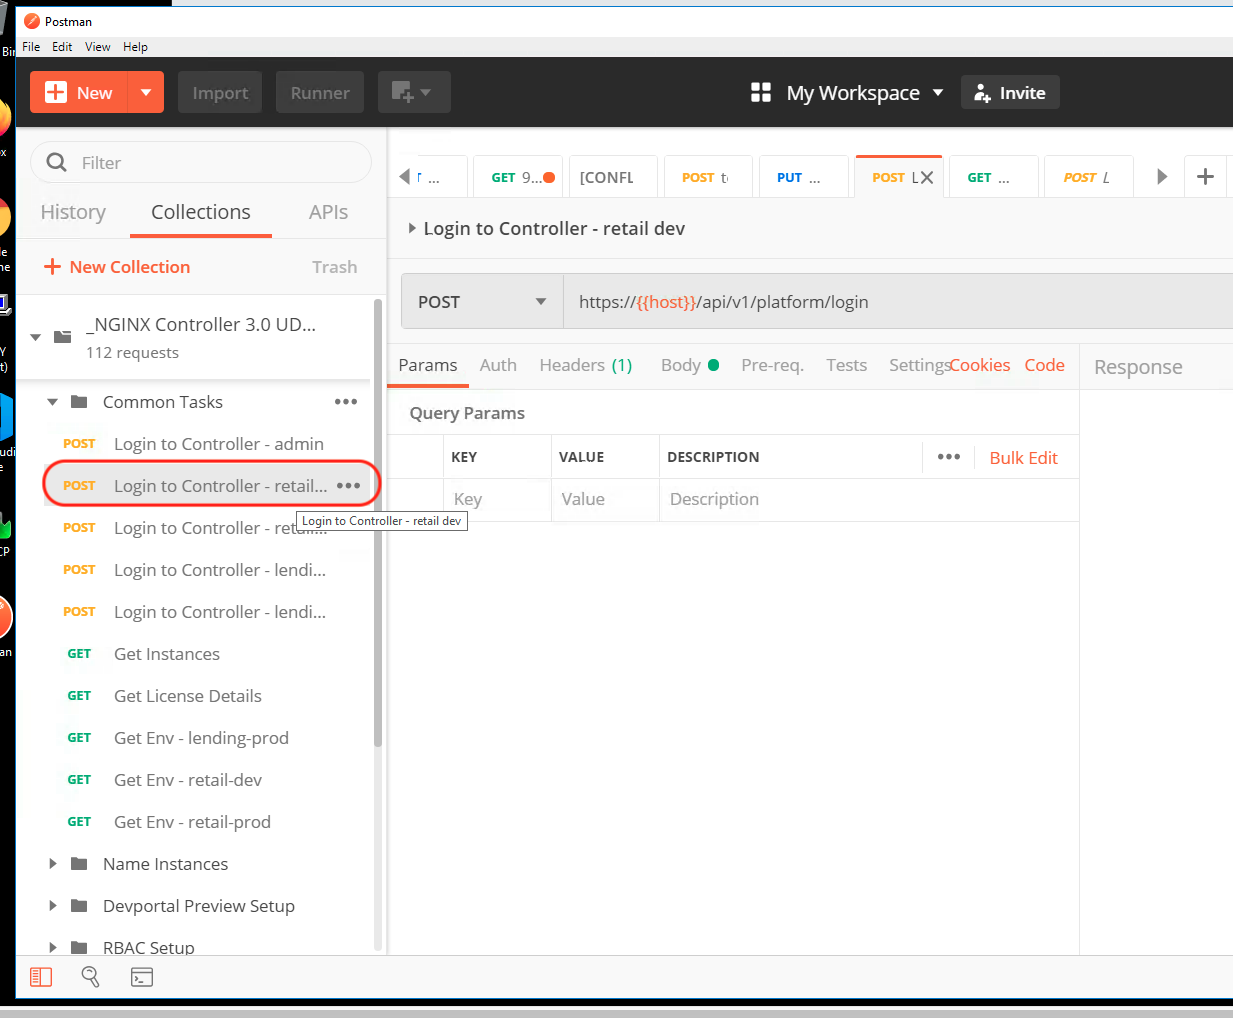 Postman
File Edit View Help
Bi
New Import Runner My Workspace Invite
Filter
History Collections APIs
New Collection Trash
_NGINX Controller 3.0 UD...
112 requests
Common Tasks
POST Login to Controller - admin
POST Login to Controller - retail...
POST Login to Controller - retail...
Login to Controller - retail dev
POST Login to Controller - lendi...
POST Login to Controller - lendi...
GET Get Instances
GET Get License Details
GET Get Env - lending-prod
GET Get Env - retail-dev
GET Get Env - retail-prod
Name Instances
Devportal Preview Setup
RBAC Setup
... GET 9... [CONFL POST t PUT ... POST L GET ... POST L
Login to Controller - retail dev
POST https://{{host}}/api/v1/platform/login
Params Auth Headers (1) Body Pre-req. Tests Settings Cookies Code
Response
Query Params
KEY VALUE DESCRIPTION ••• Bulk Edit
Key Value Description